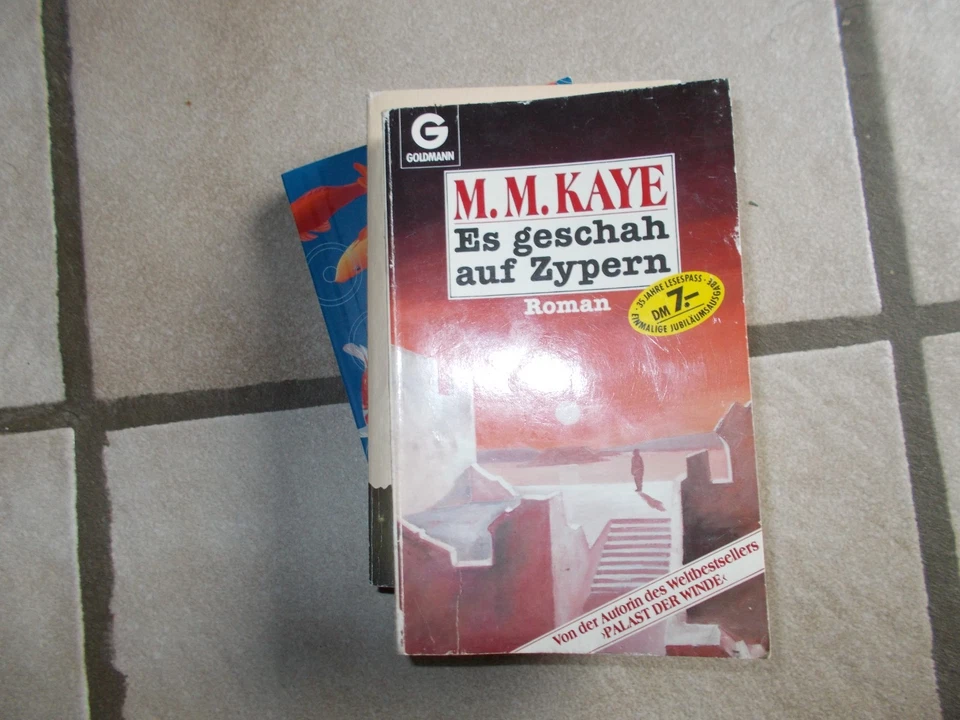 G
GOLDMANN
M.M.KAYE
Es geschah
auf Zypern
Roman
· 35 JAHRE LESESPASS ·
DM 7.–
EINMALIGE JUBILÄUMSAUSGABE
Von der Autorin des Weltbestsellers
›PALAST DER WINDE‹